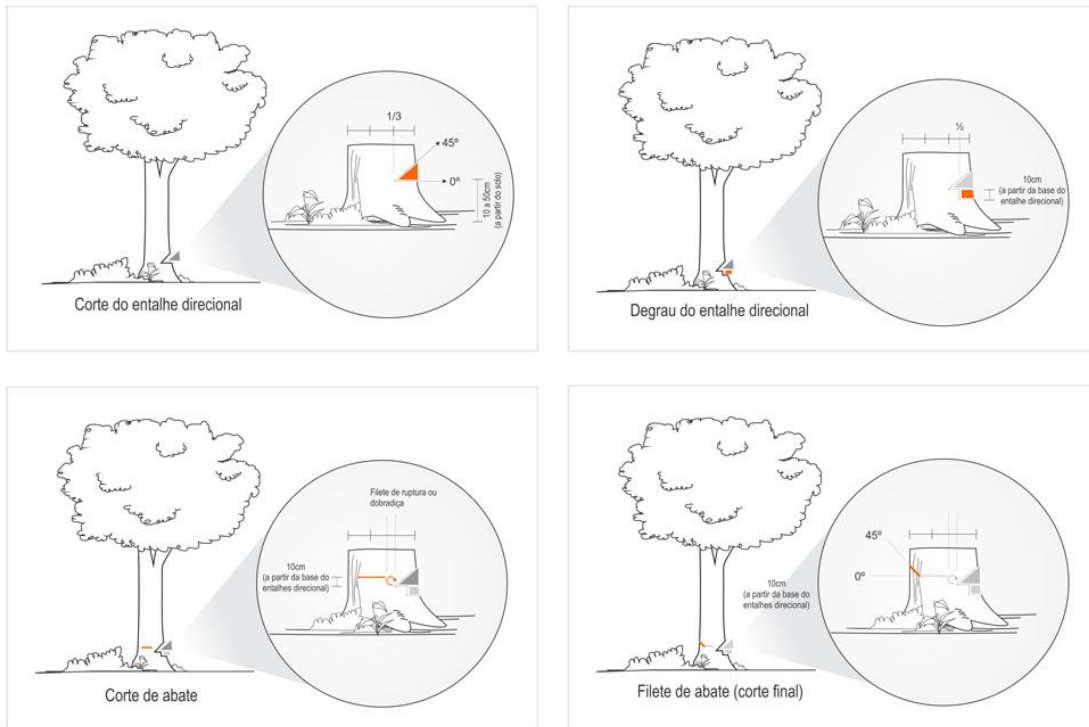 1/3
45º
0º
10 a 50cm
(a partir do solo)
Corte do entalhe direcional
½
10cm
(a partir da base do
entalhe direcional)
Degrau do entalhe direcional
Filete de ruptura ou
dobradiça
10cm
(a partir da base do
entalhes direcional)
Corte de abate
45º
0º
10cm
(a partir da base do
entalhes direcional)
Filete de abate (corte final)